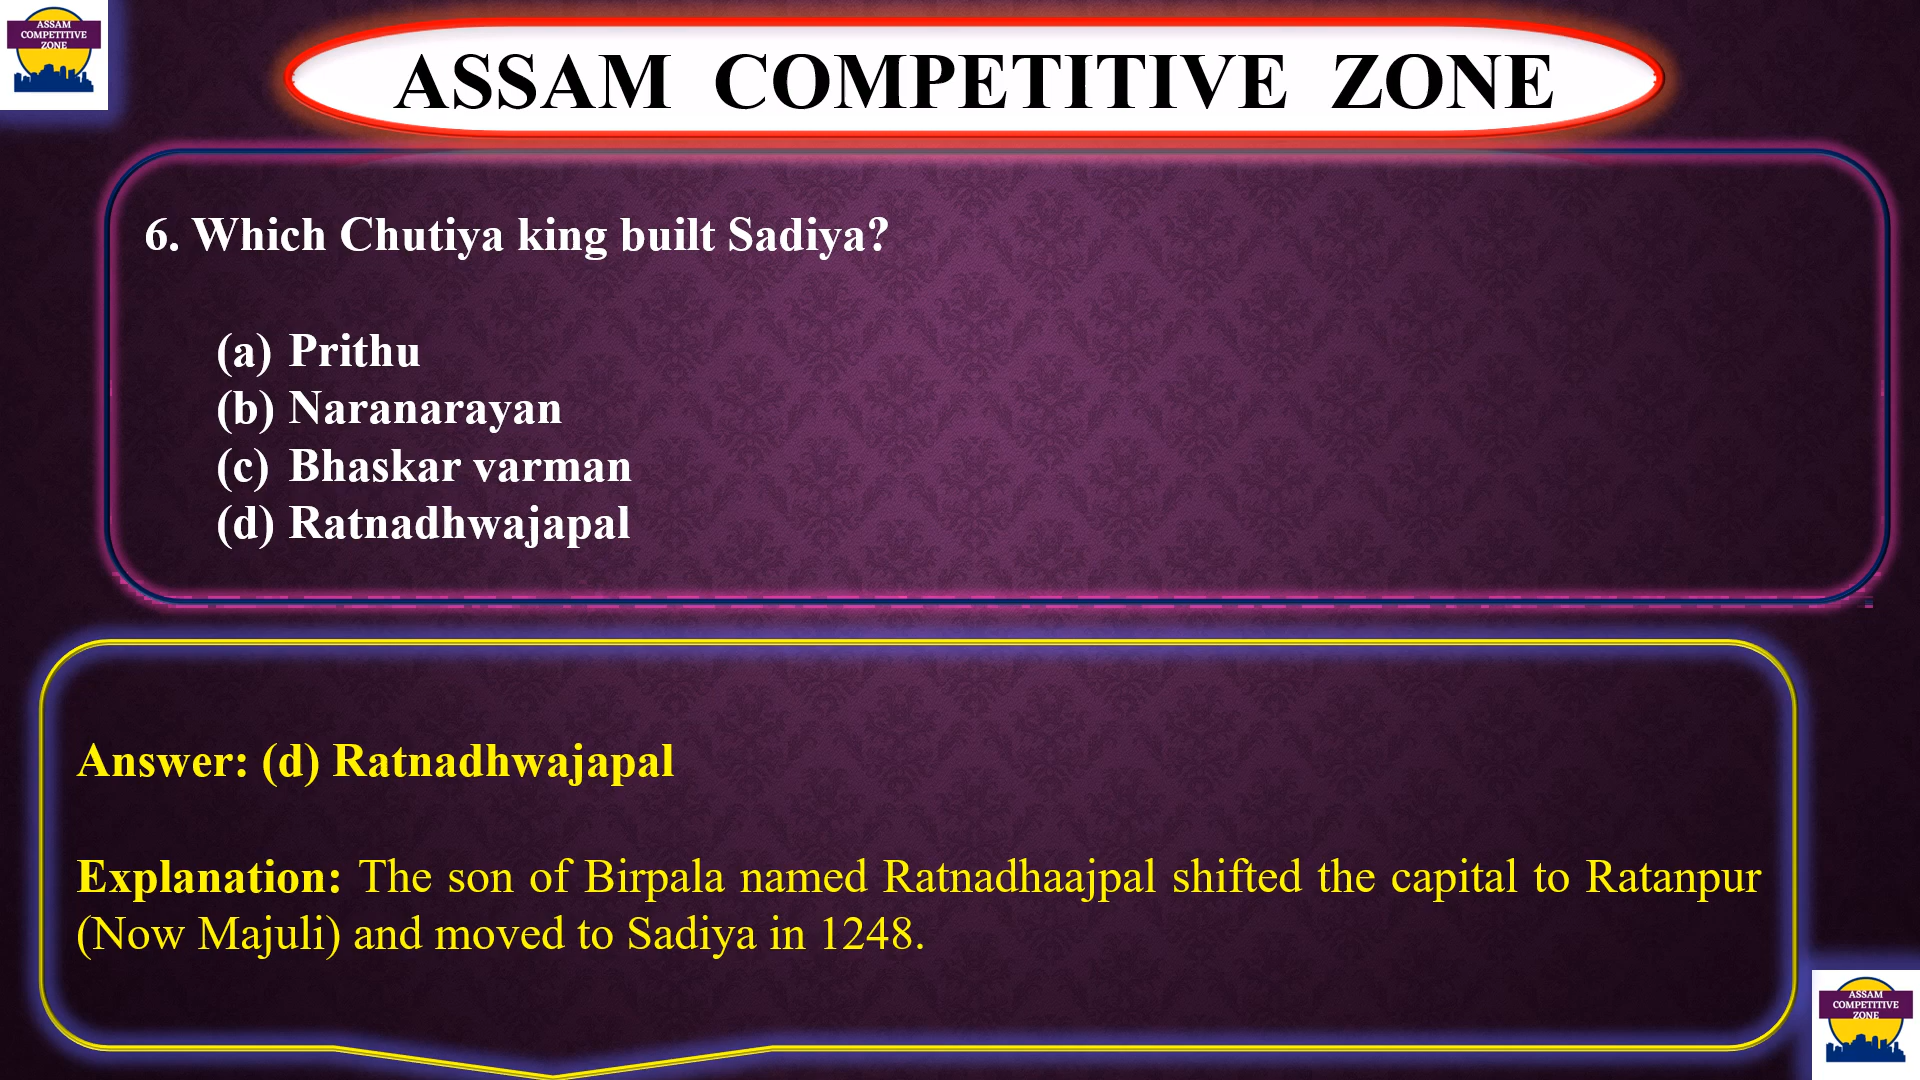 ASSAM
COMPETITIVE
ZONE
ASSAM COMPETITIVE ZONE
6. Which Chutiya king built Sadiya?
(a) Prithu
(b) Naranarayan
(c) Bhaskar varman
(d) Ratnadhwajapal
Answer: (d) Ratnadhwajapal
Explanation: The son of Birpala named Ratnadhaajpal shifted the capital to Ratanpur
(Now Majuli) and moved to Sadiya in 1248.
ASSAM
COMPETITIVE
ZONE